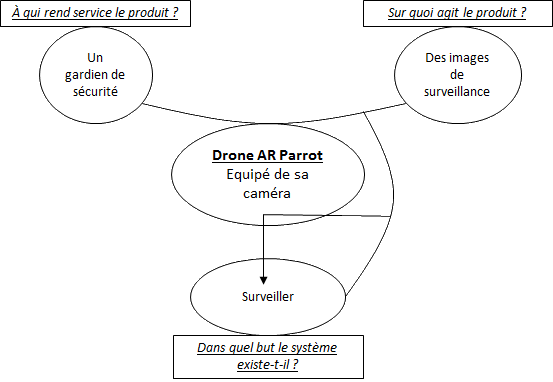 À qui rend service le produit ?
Sur quoi agit le produit ?
Un
gardien de
sécurité
Des images
de
surveillance
Drone AR Parrot
Equipé de sa
caméra
Surveiller
Dans quel but le système
existe-t-il ?